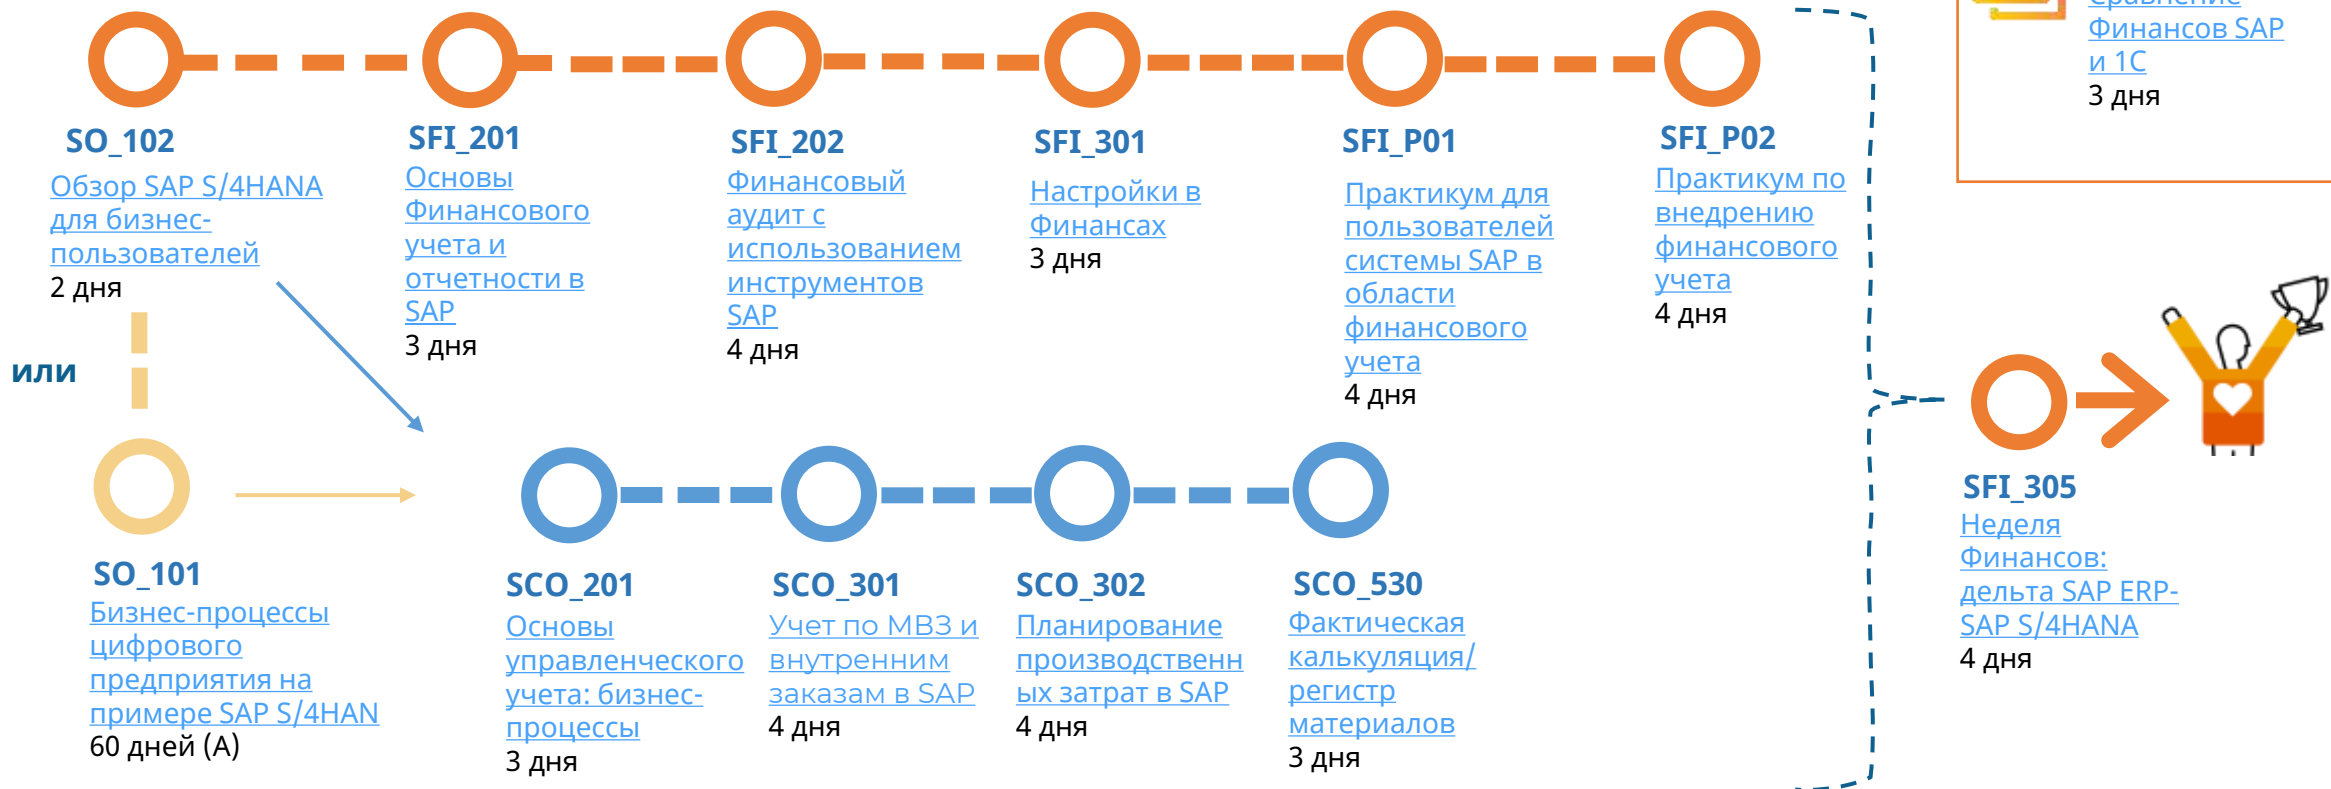 Сравнение
Финансов SAP
и 1С
3 дня
SO_102
Обзор SAP S/4HANA
для бизнес-
пользователей
2 дня
SFI_201
Основы
Финансового
учета и
отчетности в
SAP
3 дня
SFI_202
Финансовый
аудит с
использованием
инструментов
SAP
4 дня
SFI_301
Настройки в
Финансах
3 дня
SFI_P01
Практикум для
пользователей
системы SAP в
области
финансового
учета
4 дня
SFI_P02
Практикум по
внедрению
финансового
учета
4 дня
или
SO_101
Бизнес-процессы
цифрового
предприятия на
примере SAP S/4HAN
60 дней (А)
SCO_201
Основы
управленческого
учета: бизнес-
процессы
3 дня
SCO_301
Учет по МВЗ и
внутренним
заказам в SAP
4 дня
SCO_302
Планирование
производственн
ых затрат в SAP
4 дня
SCO_530
Фактическая
калькуляция/
регистр
материалов
3 дня
SFI_305
Неделя
Финансов:
дельта SAP ERP-
SAP S/4HANA
4 дня